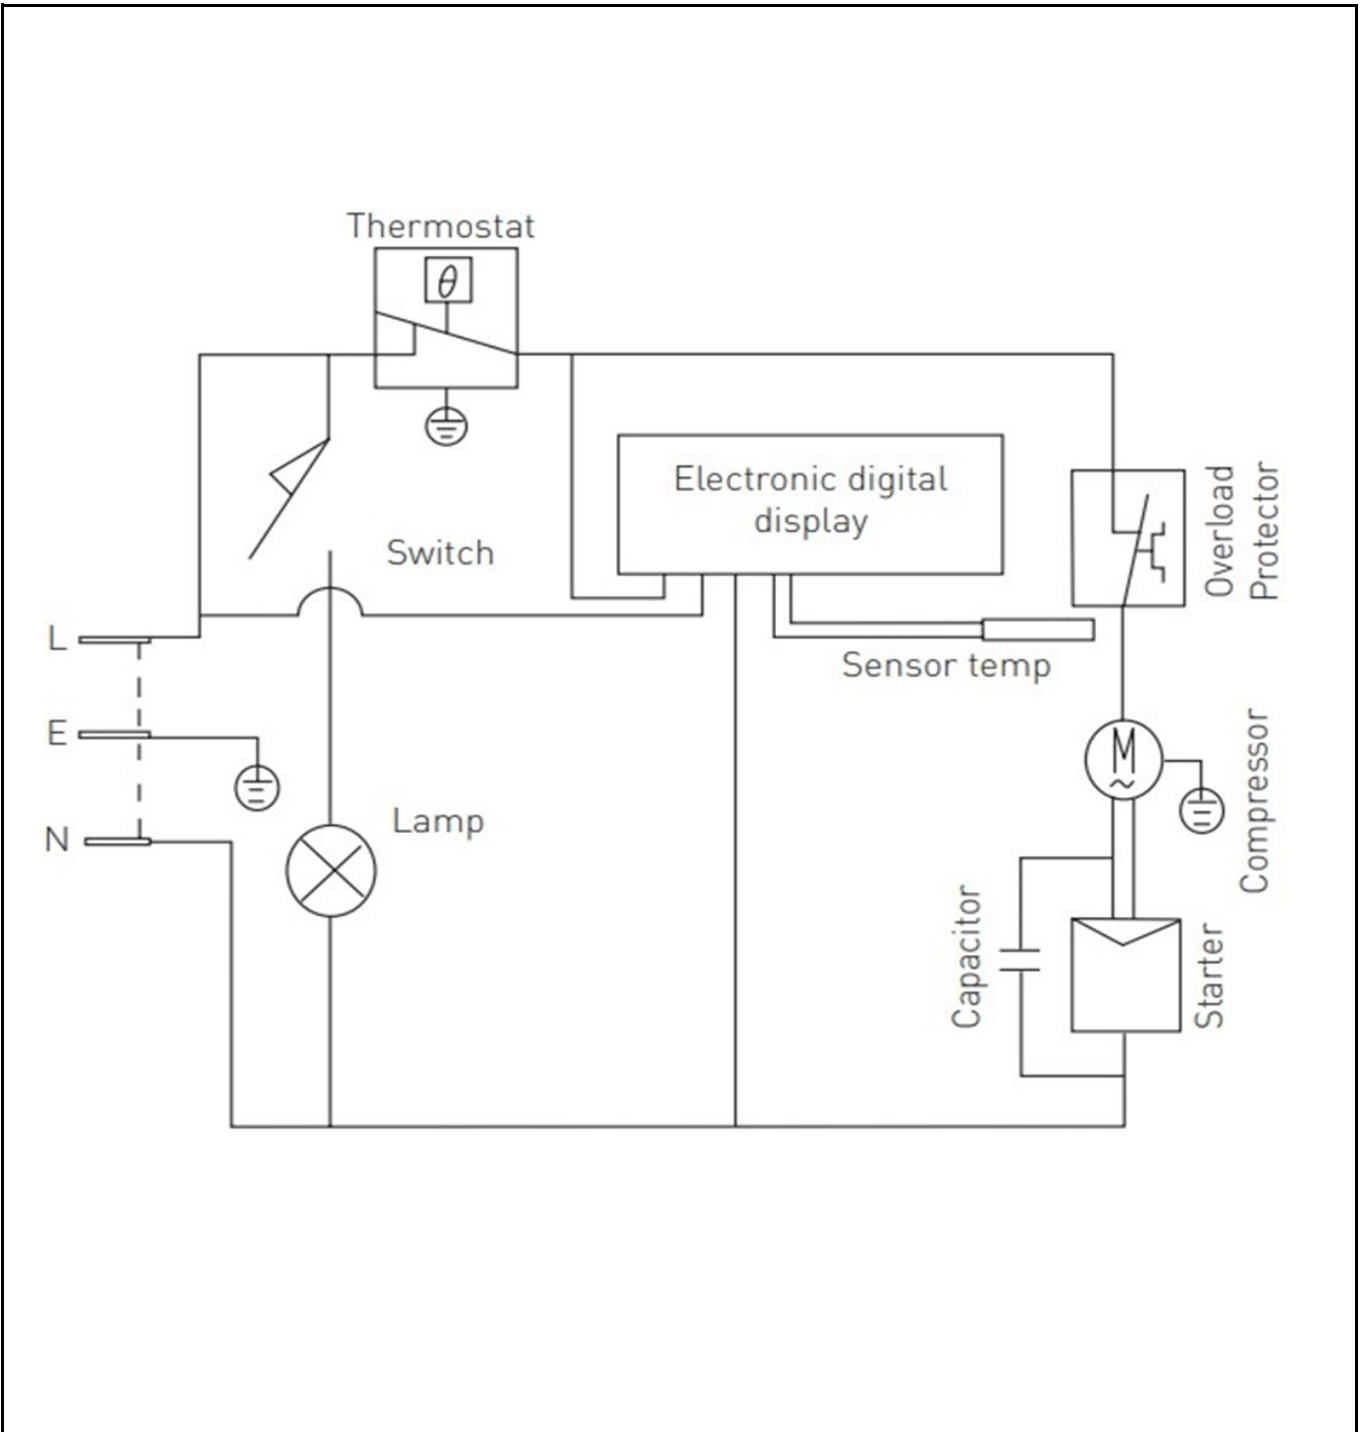 Thermostat
θ
Electronic digital
display
Switch
Overload
Protector
L
Sensor temp
E
M
~
Compressor
Lamp
N
Capacitor
Starter